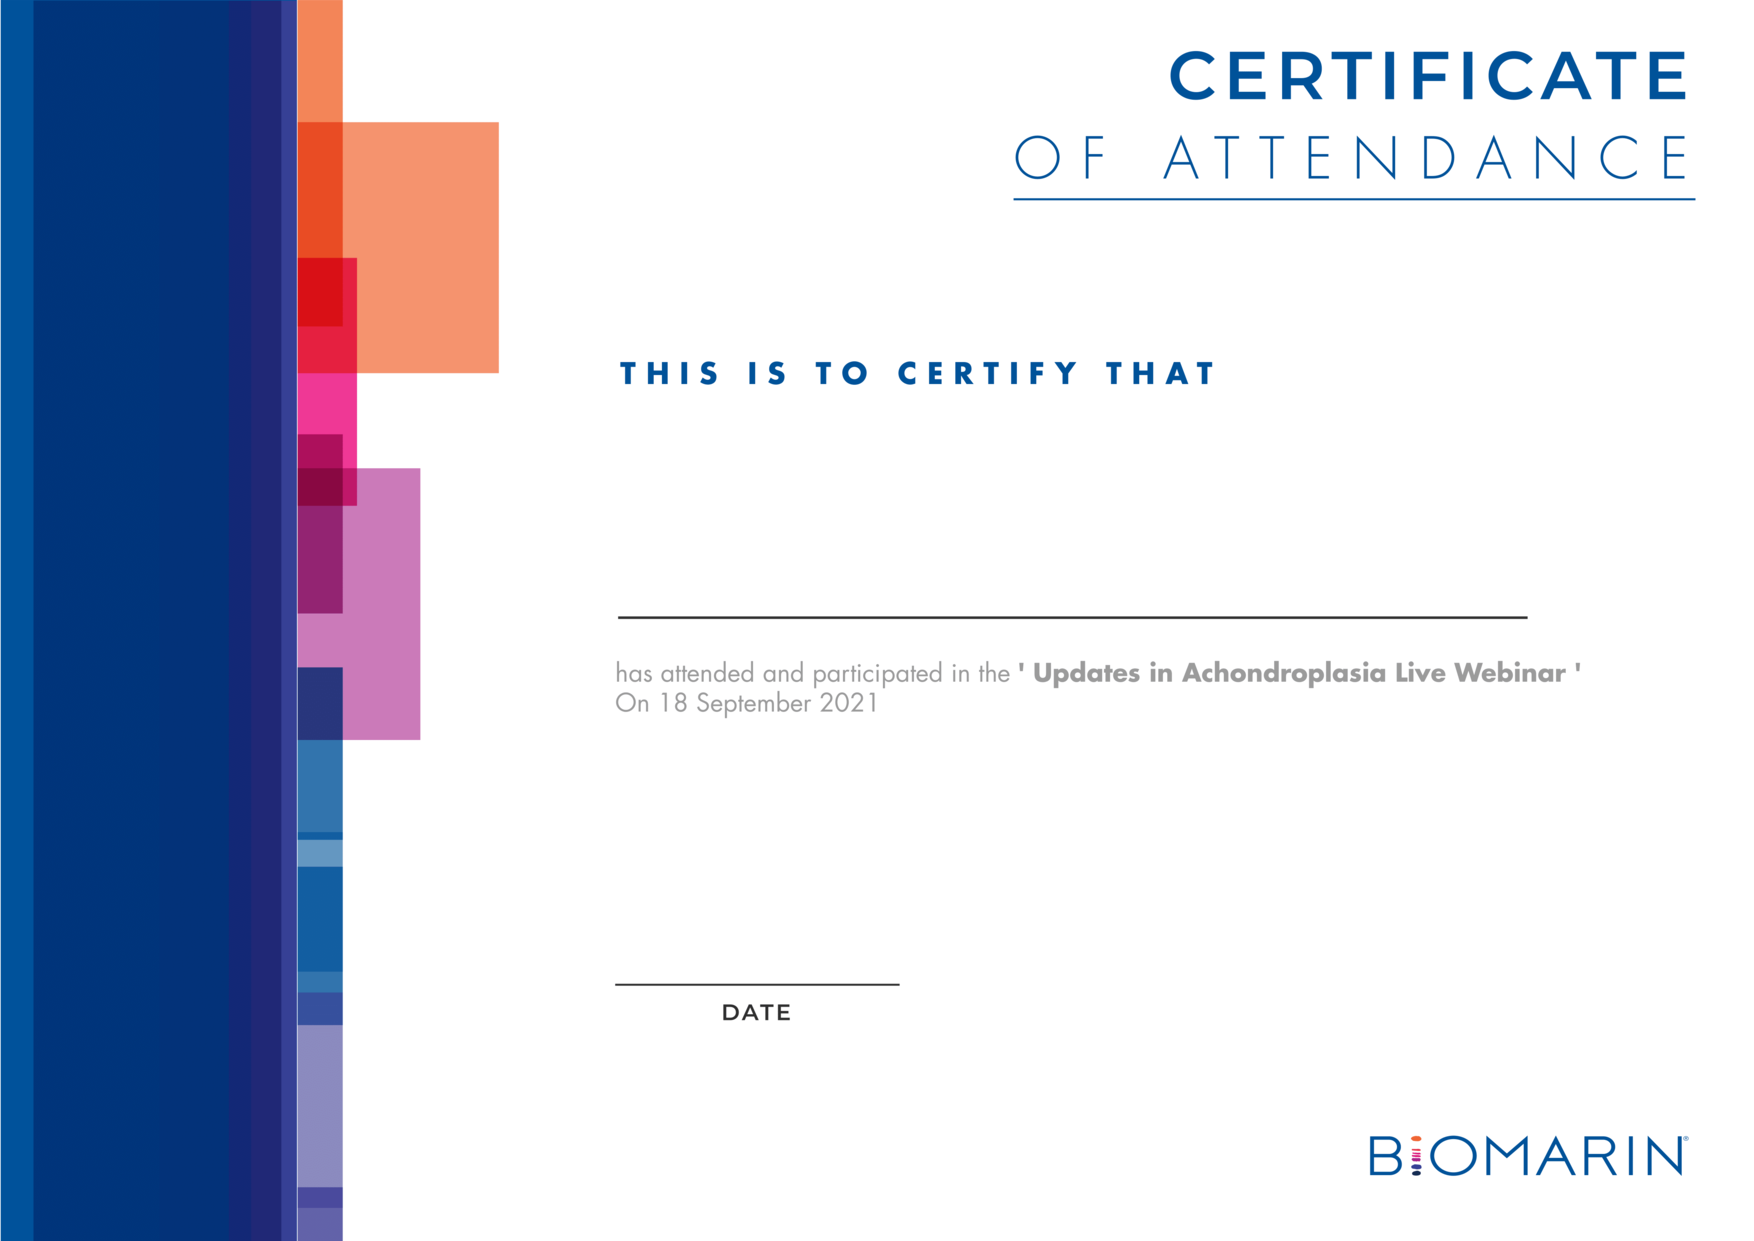 CERTIFICATE
OF ATTENDANCE
THIS IS TO CERTIFY THAT
has attended and participated in the ' Updates in Achondroplasia Live Webinar '
On 18 September 2021
DATE
BiOMARIN®